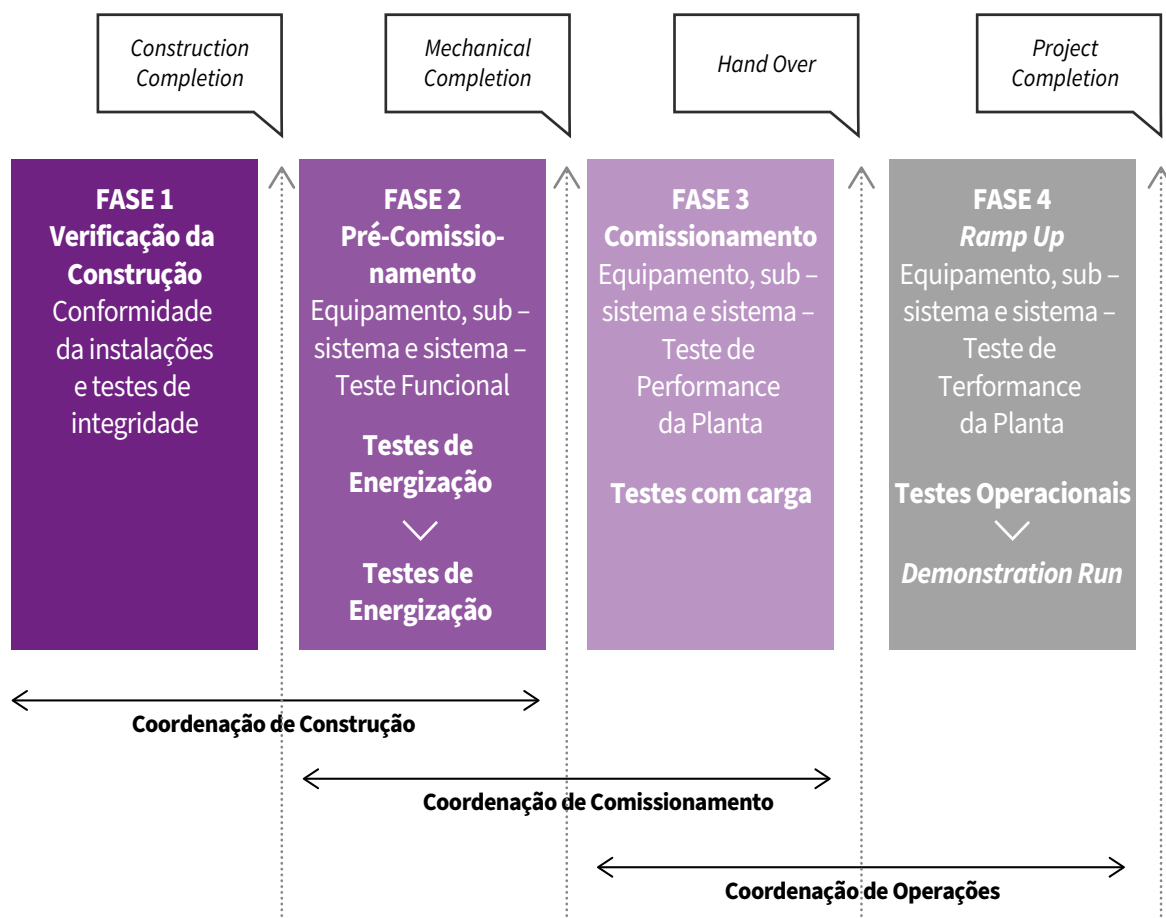 Construction
Completion
Mechanical
Completion
Hand Over
Project
Completion
FASE 1
Verificação da
Construção
Conformidade
da instalações
e testes de
integridade
FASE 2
Pré-Comissio-
namento
Equipamento, sub –
sistema e sistema –
Teste Funcional
Testes de
Energização
Testes de
Energização
FASE 3
Comissionamento
Equipamento, sub –
sistema e sistema –
Teste de
Performance
da Planta
Testes com carga
FASE 4
Ramp Up
Equipamento, sub –
sistema e sistema –
Teste de
Terformance
da Planta
Testes Operacionais
Demonstration Run
Coordenação de Construção
Coordenação de Comissionamento
Coordenação de Operações